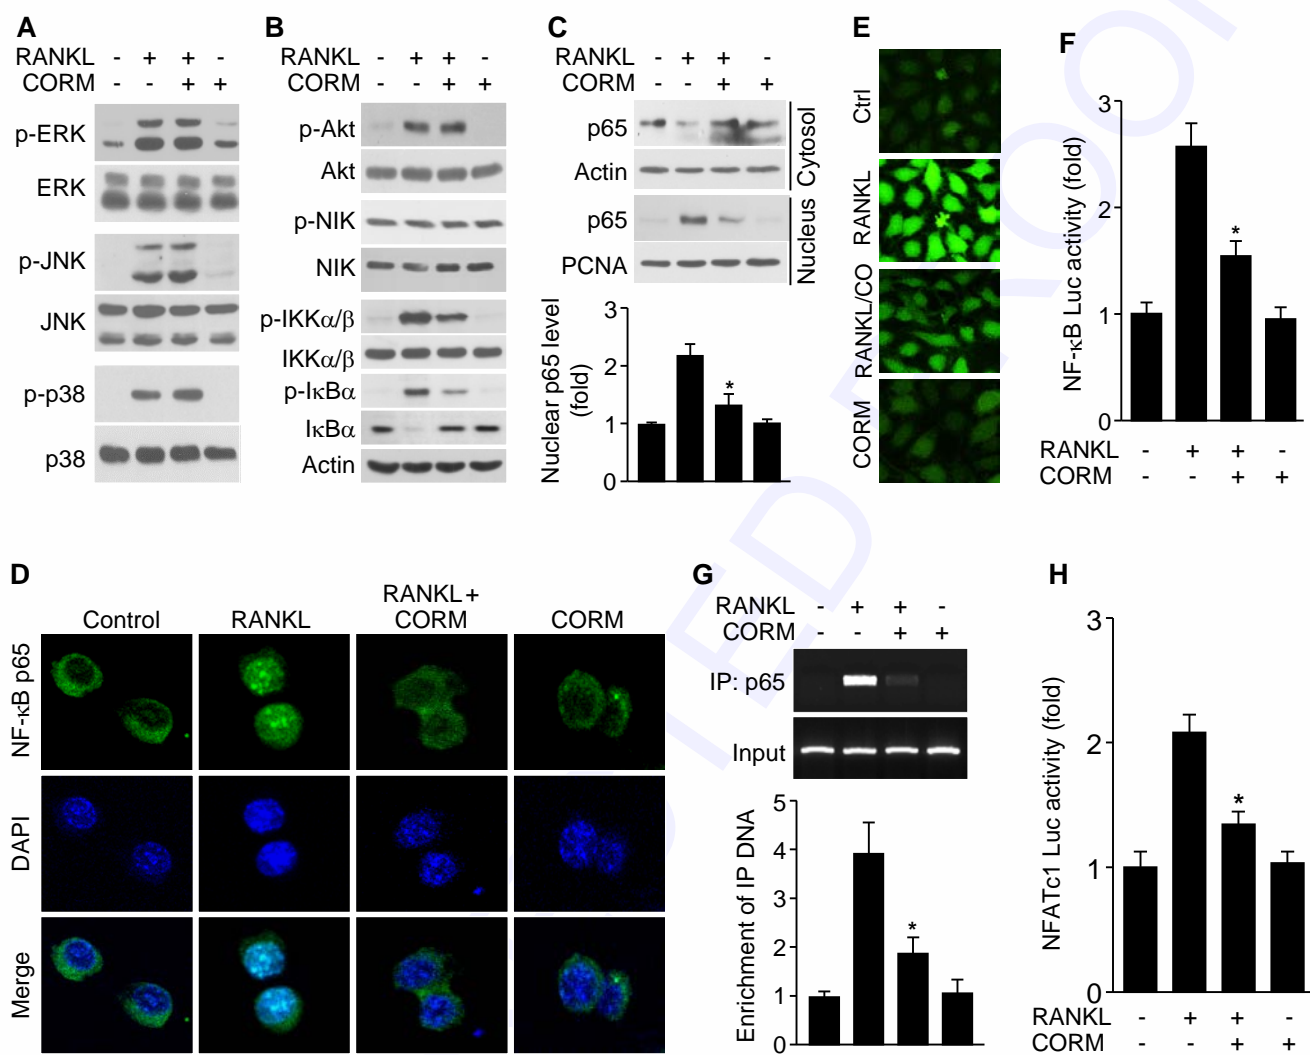 A
RANKL - + + -
CORM - - + +
p-ERK
ERK
p-JNK
JNK
p-p38
p38
B
RANKL - + + -
CORM - - + +
p-Akt
Akt
p-NIK
NIK
p-IKKα/β
IKKα/β
p-IκBα
IκBα
Actin
C
RANKL - + + -
CORM - - + +
p65
Actin
Cytosol
p65
PCNA
Nucleus
Nuclear p65 level
(fold)
3
2
1
0
*
E
Ctrl
RANKL
RANKL/CO
CORM
F
NF-κB Luc activity (fold)
3
2
1
0
*
RANKL - + + -
CORM - - + +
D
Control RANKL RANKL+ CORM CORM
NF-κB p65
DAPI
Merge
G
RANKL - + + -
CORM - - + +
IP: p65
Input
Enrichment of IP DNA
5
4
3
2
1
0
*
H
NFATc1 Luc activity (fold)
3
2
1
0
*
RANKL - + + -
CORM - - + +